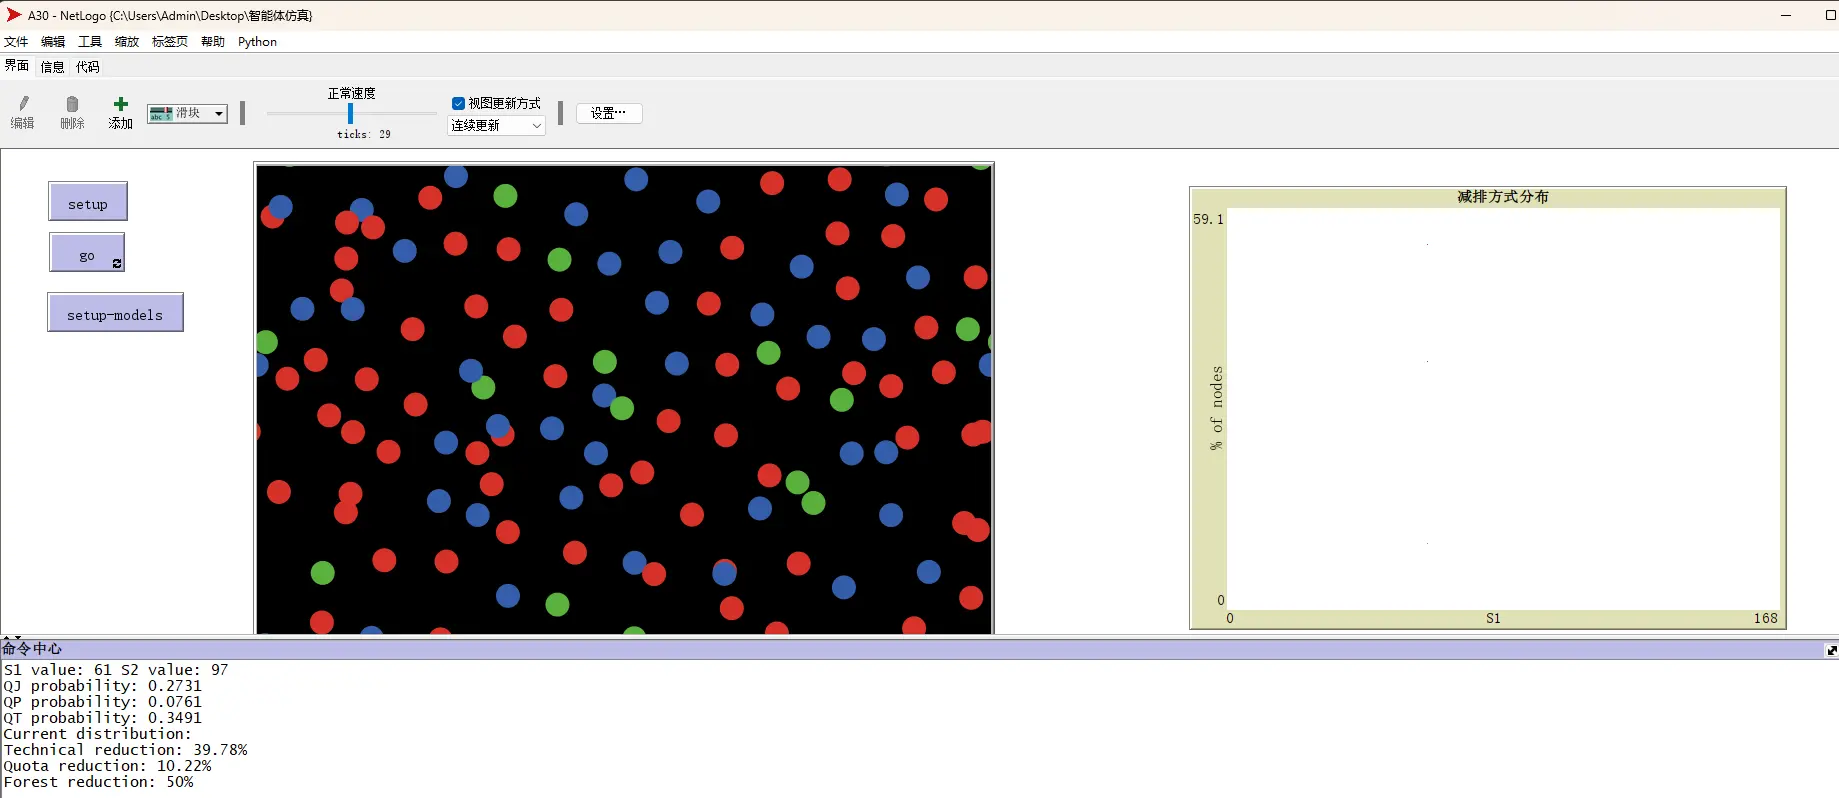 A30 - NetLogo {C:\Users\Admin\Desktop\智能体仿真}
文件 编辑 工具 缩放 标签页 帮助 Python
界面 信息 代码
编辑 删除 添加 abc 5 滑块
正常速度
ticks: 29
视图更新方式
连续更新
设置…
setup
go
setup-models
减排方式分布
59.1
% of nodes
0
0 S1 168
命令中心
S1 value: 61 S2 value: 97
QJ probability: 0.2731
QP probability: 0.0761
QT probability: 0.3491
Current distribution:
Technical reduction: 39.78%
Quota reduction: 10.22%
Forest reduction: 50%